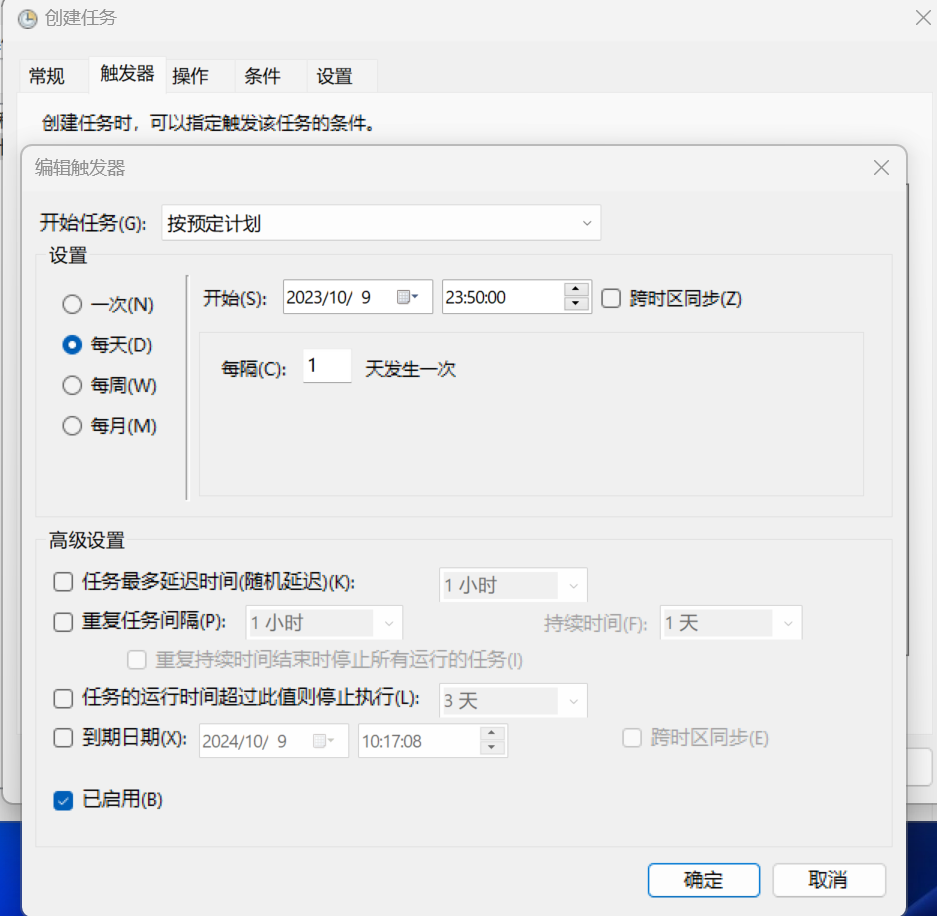 创建任务
常规 触发器 操作 条件 设置
创建任务时，可以指定触发该任务的条件。
编辑触发器
开始任务(G): 按预定计划
设置
一次(N)
每天(D)
每周(W)
每月(M)
开始(S): 2023/10/ 9 23:50:00 跨时区同步(Z)
每隔(C): 1 天发生一次
高级设置
任务最多延迟时间(随机延迟)(K): 1 小时
重复任务间隔(P): 1 小时 持续时间(F): 1 天
重复持续时间结束时停止所有运行的任务(I)
任务的运行时间超过此值则停止执行(L): 3 天
到期日期(X): 2024/10/ 9 10:17:08 跨时区同步(E)
已启用(B)
确定 取消